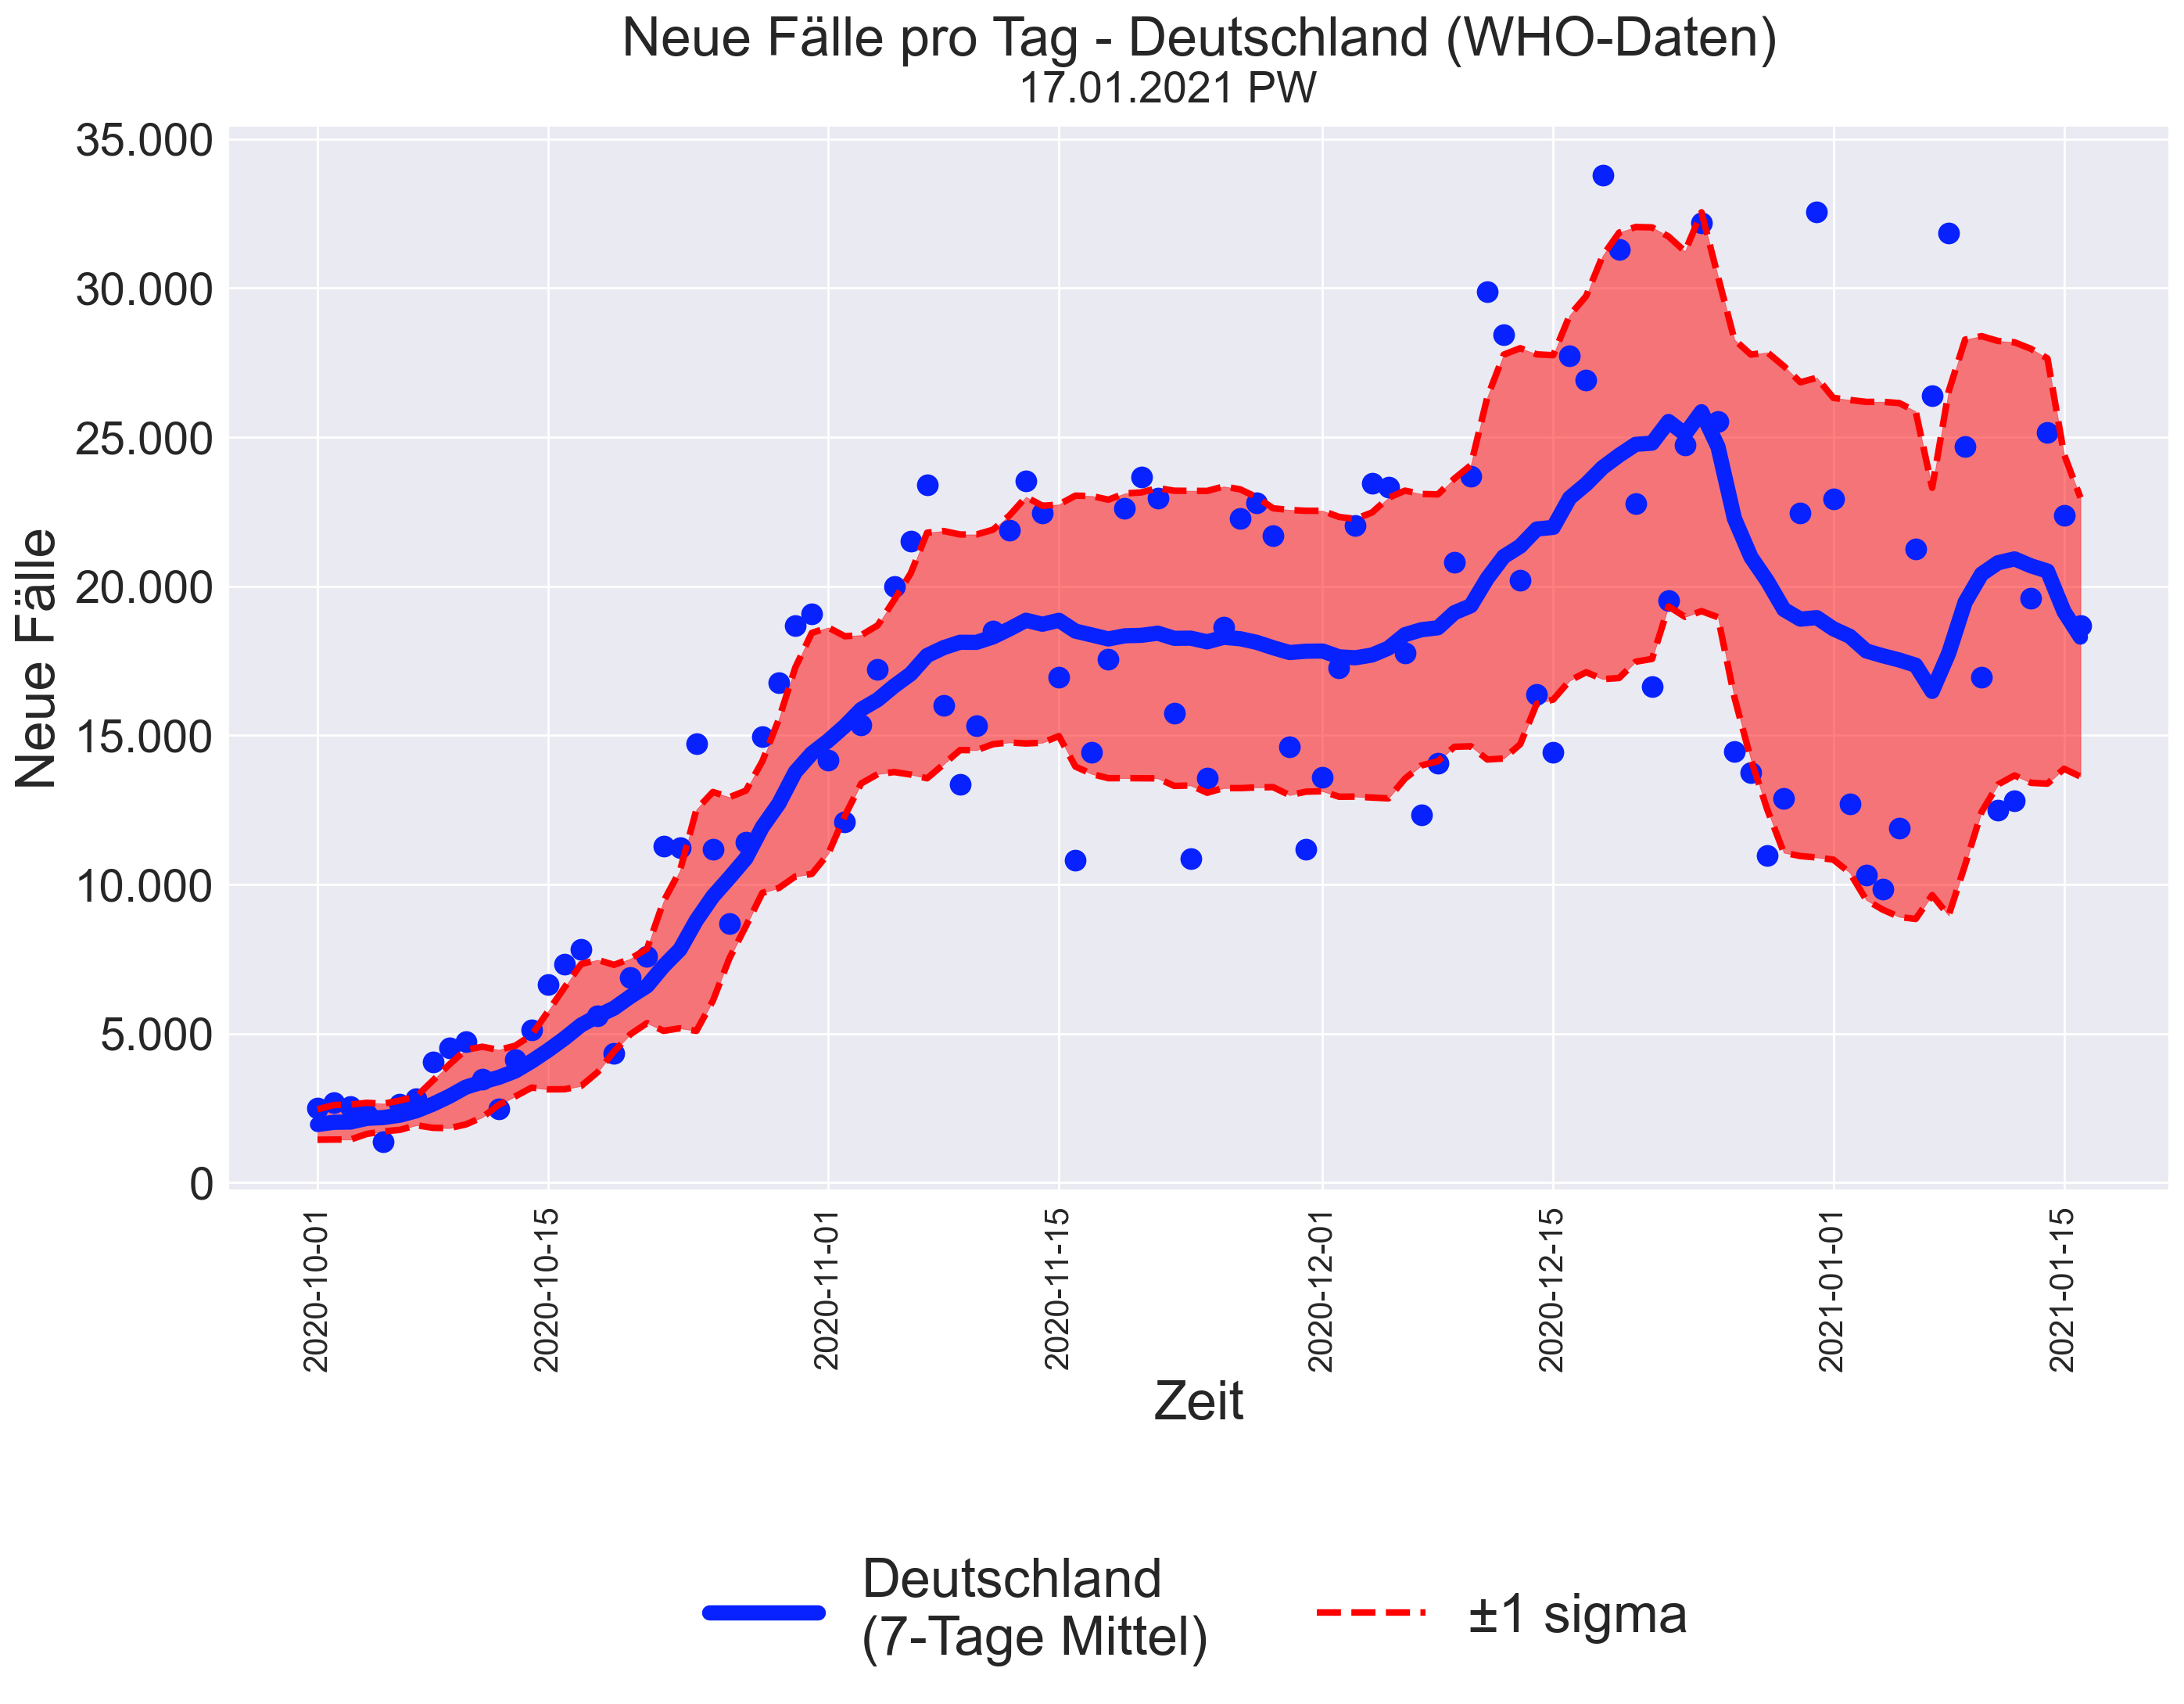 Neue Fälle pro Tag - Deutschland (WHO-Daten)
17.01.2021 PW
35.000
30.000
25.000
20.000
15.000
10.000
5.000
0
Neue Fälle
2020-10-01
2020-10-15
2020-11-01
2020-11-15
2020-12-01
2020-12-15
2021-01-01
2021-01-15
Zeit
Deutschland
(7-Tage Mittel)
±1 sigma